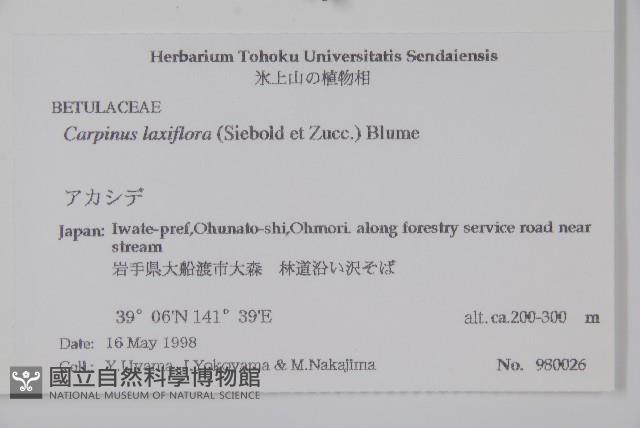 Herbarium Tohoku Universitatis Sendaiensis
氷上山の植物相
BETULACEAE
Carpinus laxiflora (Siebold et Zucc.) Blume
アカシデ
Japan: Iwate-pref,Ohunato-shi,Ohmori. along forestry service road near
stream
岩手県大船渡市大森 林道沿い沢そば
39° 06'N 141° 39'E alt. ca.200-300 m
Date: 16 May 1998
Coll.: Y.Uyama, J.Yokoyama & M.Nakajima
No. 980026
國立自然科學博物館
NATIONAL MUSEUM OF NATURAL SCIENCE